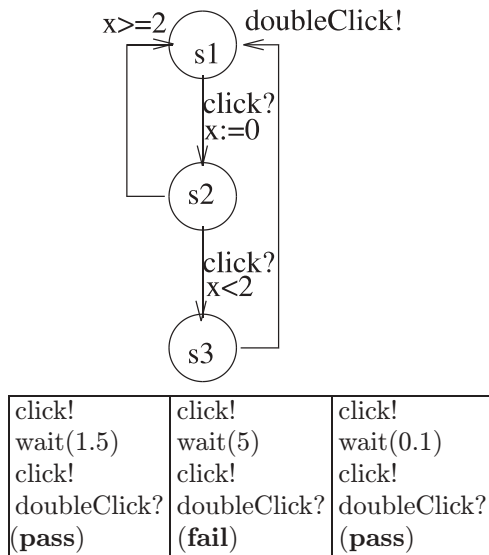 x>=2
doubleClick!
s1
click?
x:=0
s2
click?
x<2
s3
click!
wait(1.5)
click!
doubleClick?
(pass)
click!
wait(5)
click!
doubleClick?
(fail)
click!
wait(0.1)
click!
doubleClick?
(pass)